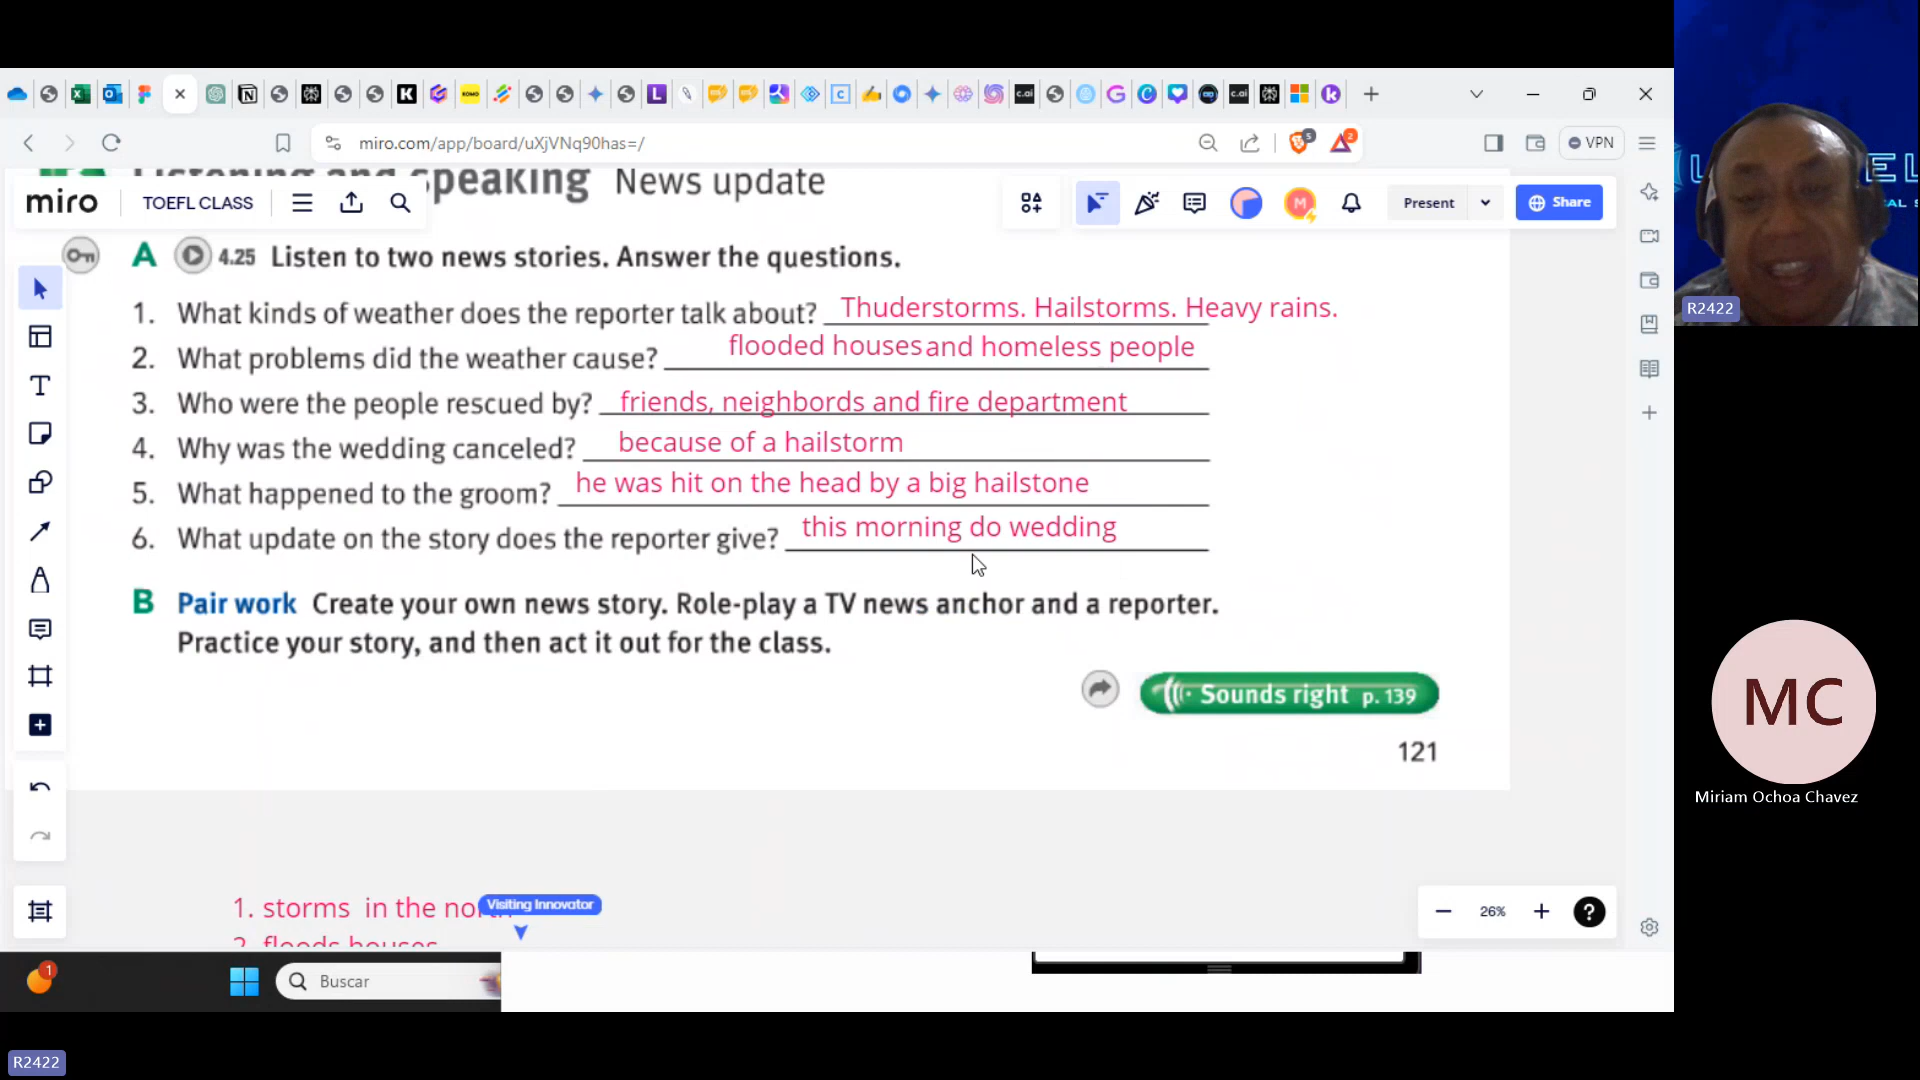 miro.com/app/board/uXjVNq90has=/
VPN
Listening and speaking News update
miro
TOEFL CLASS
Present
Share
A 4.25 Listen to two news stories. Answer the questions.
1. What kinds of weather does the reporter talk about? Thuderstorms. Hailstorms. Heavy rains.
2. What problems did the weather cause? flooded houses and homeless people
3. Who were the people rescued by? friends, neighbords and fire department
4. Why was the wedding canceled? because of a hailstorm
5. What happened to the groom? he was hit on the head by a big hailstone
6. What update on the story does the reporter give? this morning do wedding
B Pair work Create your own news story. Role-play a TV news anchor and a reporter.
Practice your story, and then act it out for the class.
Sounds right p. 139
121
1. storms in the north
Visiting Innovator
2. floods houses
26%
Buscar
R2422
R2422
MC
Miriam Ochoa Chavez